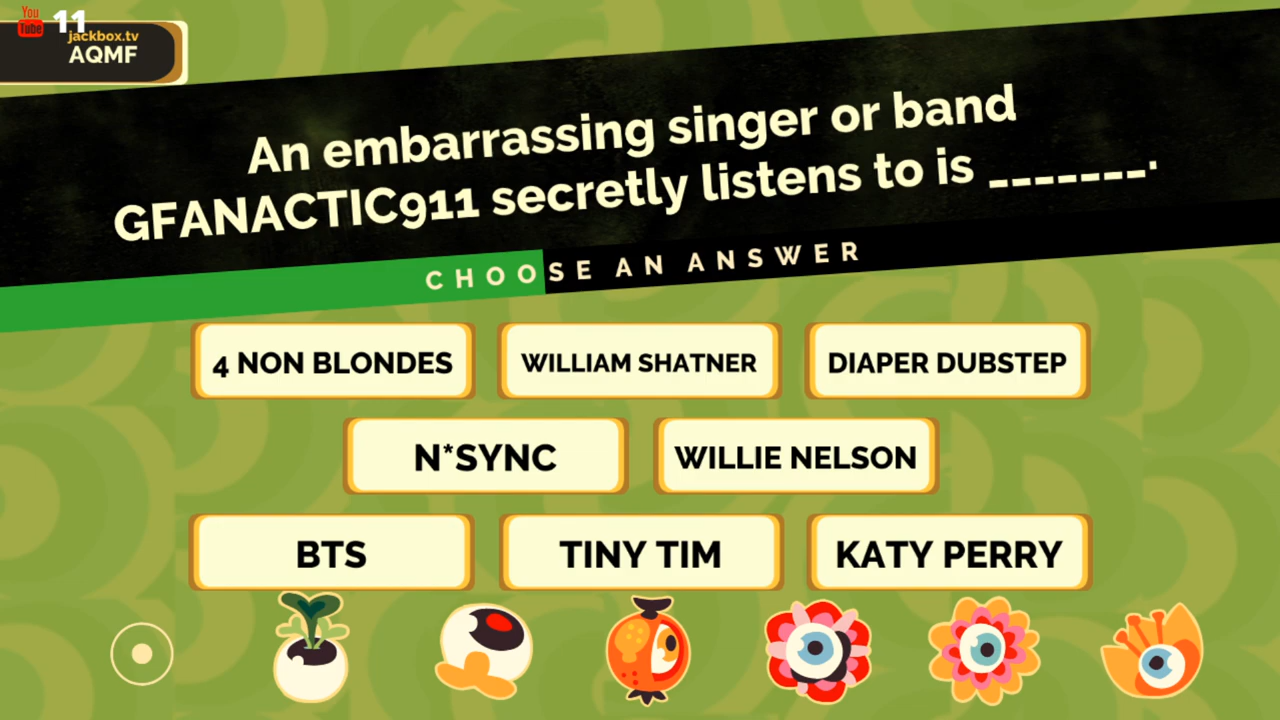 You
Tube
11
jackbox.tv
AQMF
An embarrassing singer or band
GFANACTIC911 secretly listens to is _______.
CHOOSE AN ANSWER
4 NON BLONDES
WILLIAM SHATNER
DIAPER DUBSTEP
N*SYNC
WILLIE NELSON
BTS
TINY TIM
KATY PERRY